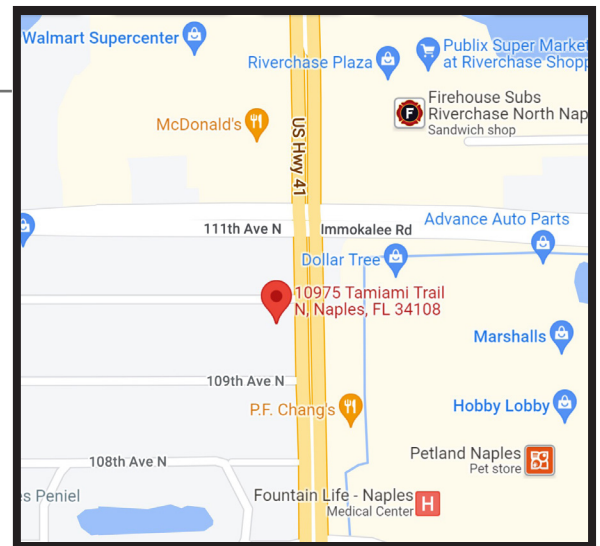 Walmart Supercenter
Riverchase Plaza
Publix Super Market
at Riverchase Shopp
McDonald's
Firehouse Subs
Riverchase North Nap
Sandwich shop
US Hwy 41
111th Ave N
Immokalee Rd
Advance Auto Parts
Dollar Tree
10975 Tamiami Trail
N, Naples, FL 34108
Marshalls
109th Ave N
P.F. Chang's
Hobby Lobby
108th Ave N
Petland Naples
Pet store
es Peniel
Fountain Life - Naples
Medical Center
H
F